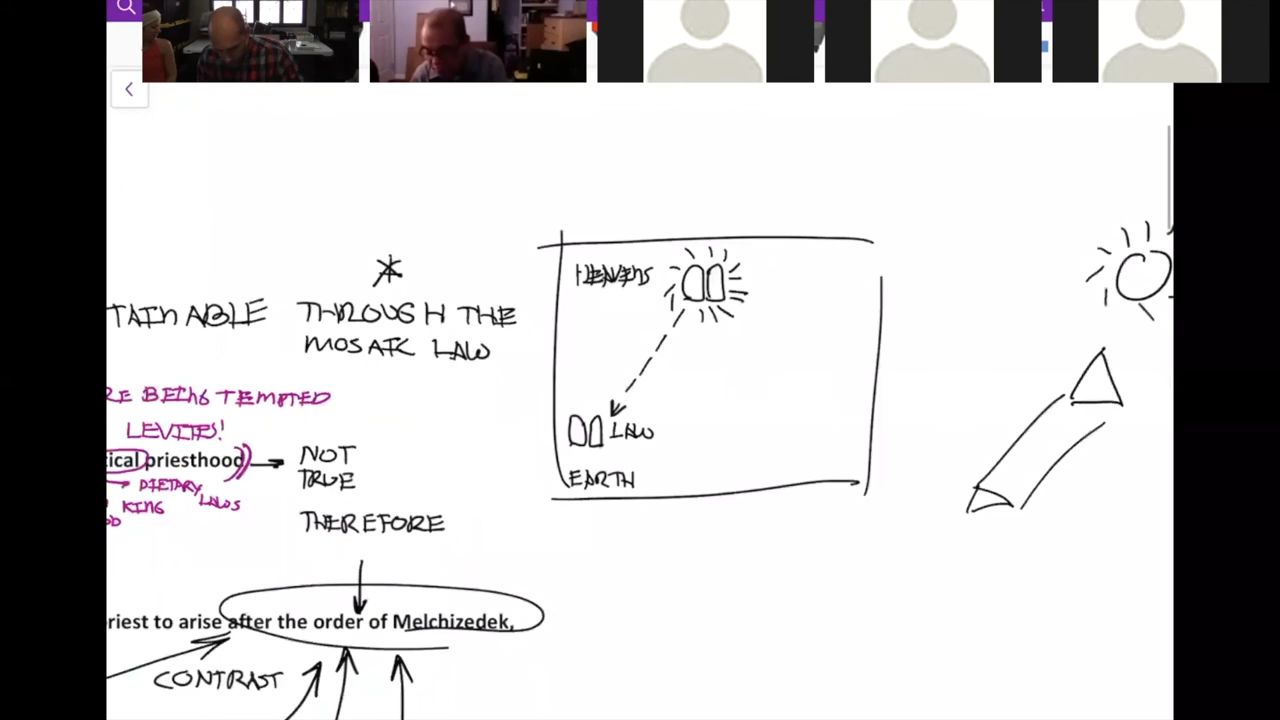 *
TAINABLE THROUGH THE
MOSAIC LAW
RE BEING TEMPTED
LEVITES!
ical priesthood → NOT
TRUE
→ DIETARY
LAWS
KING
OD
THEREFORE
riest to arise after the order of Melchizedek,
CONTRAST
HEAVENS
LAW
EARTH